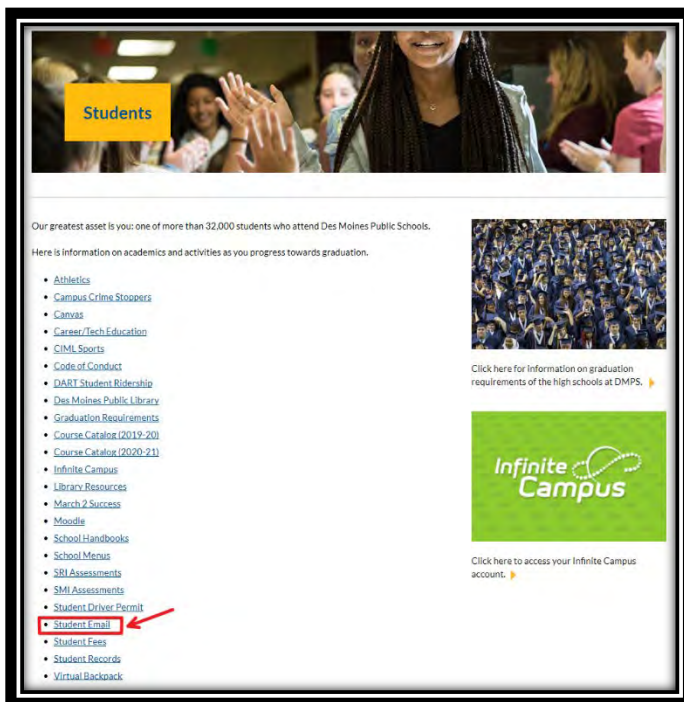 Students
Our greatest asset is you: one of more than 32,000 students who attend Des Moines Public Schools.
Here is information on academics and activities as you progress towards graduation.
Athletics
Campus Crime Stoppers
Canvas
Career/Tech Education
CIML Sports
Code of Conduct
DART Student Ridership
Des Moines Public Library
Graduation Requirements
Course Catalog (2019-20)
Course Catalog (2020-21)
Infinite Campus
Library Resources
March 2 Success
Moodle
School Handbooks
School Menus
SRI Assessments
SMI Assessments
Student Driver Permit
Student Email
Student Fees
Student Records
Virtual Backpack
Click here for information on graduation
requirements of the high schools at DMPS.
Infinite
Campus
Click here to access your Infinite Campus
account.